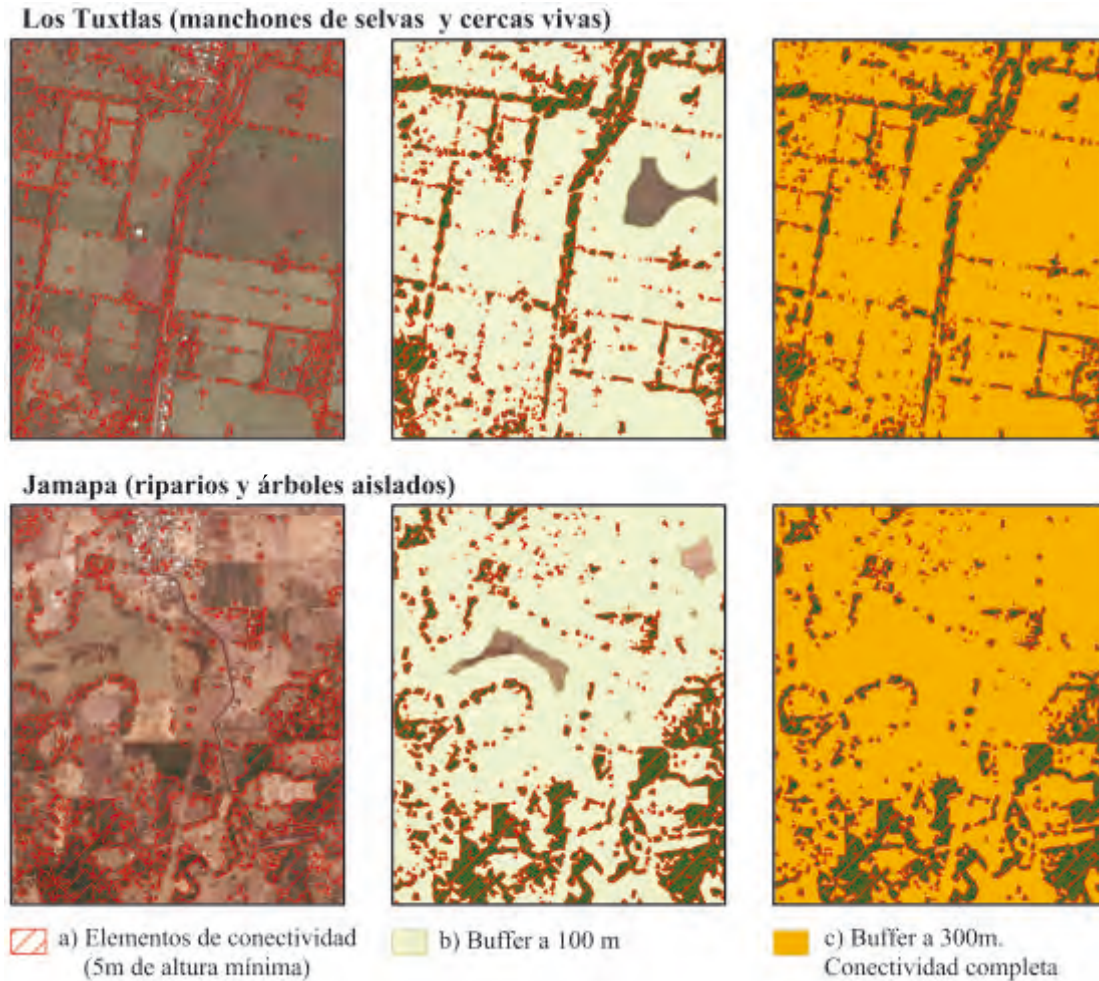 Los Tuxtlas (manchones de selvas y cercas vivas)
Jamapa (riparios y árboles aislados)
a) Elementos de conectividad
(5m de altura mínima)
b) Buffer a 100 m
c) Buffer a 300m.
Conectividad completa